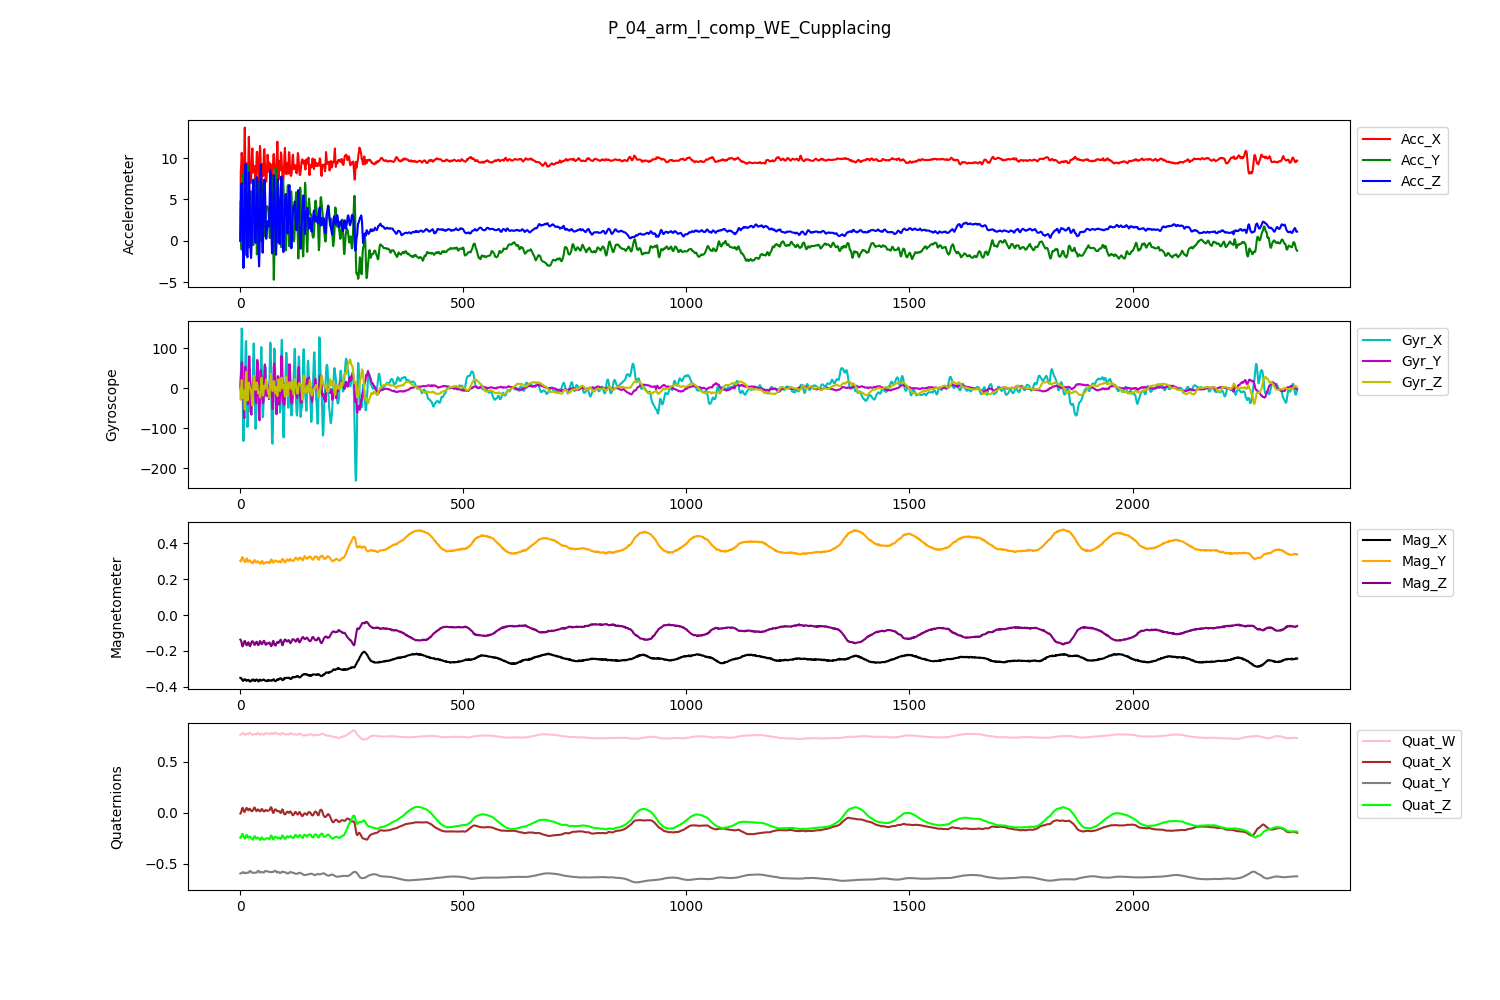 P_04_arm_l_comp_WE_Cupplacing
Accelerometer
10
5
0
−5
0 500 1000 1500 2000
Acc_X
Acc_Y
Acc_Z
Gyroscope
100
0
−100
−200
0 500 1000 1500 2000
Gyr_X
Gyr_Y
Gyr_Z
Magnetometer
0.4
0.2
0.0
−0.2
−0.4
0 500 1000 1500 2000
Mag_X
Mag_Y
Mag_Z
Quaternions
0.5
0.0
−0.5
0 500 1000 1500 2000
Quat_W
Quat_X
Quat_Y
Quat_Z